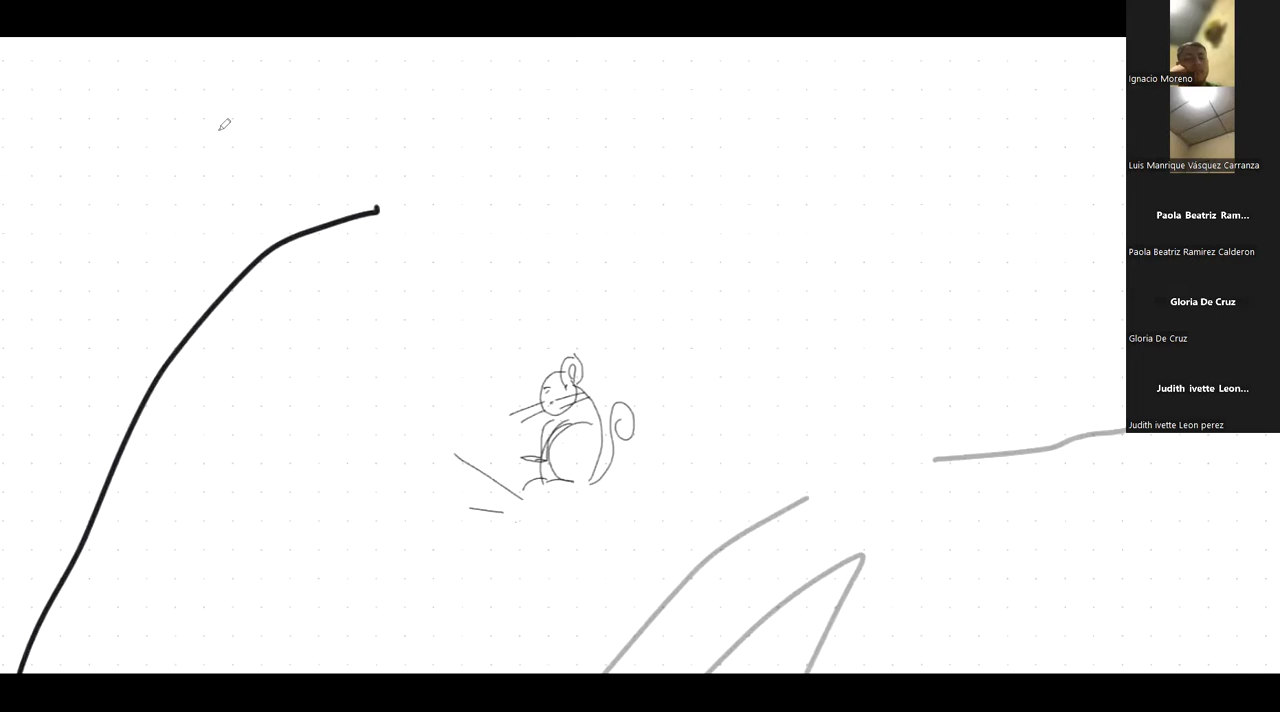 Ignacio Moreno
Luis Manrique Vásquez Carranza
Paola Beatriz Ram...
Paola Beatriz Ramirez Calderon
Gloria De Cruz
Gloria De Cruz
Judith ivette Leon...
Judith ivette Leon perez